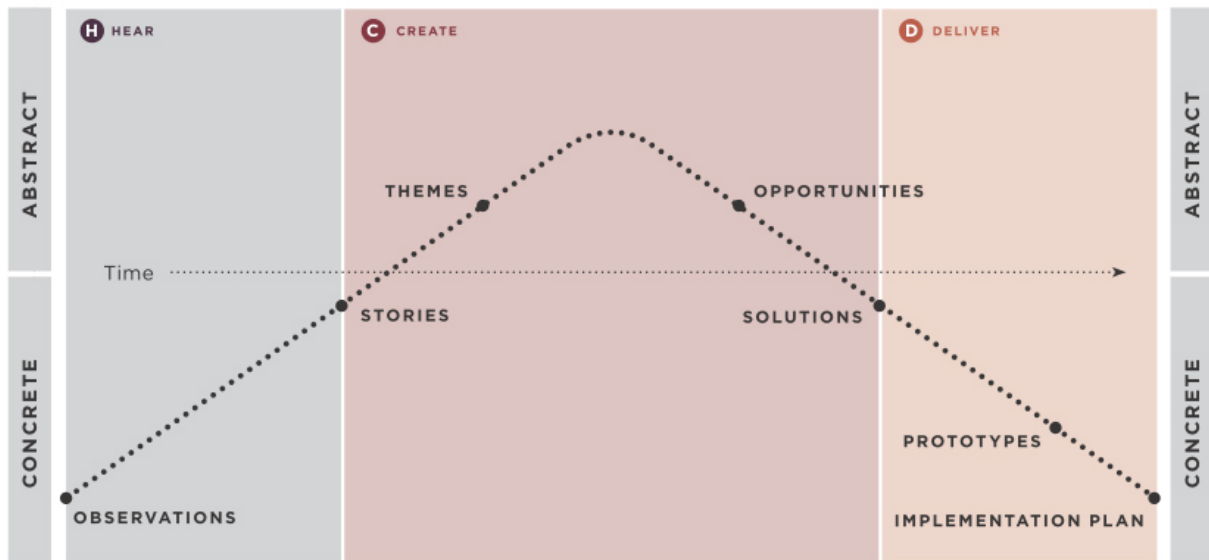 H HEAR
C CREATE
D DELIVER
ABSTRACT
ABSTRACT
THEMES
OPPORTUNITIES
Time
STORIES
SOLUTIONS
CONCRETE
CONCRETE
PROTOTYPES
OBSERVATIONS
IMPLEMENTATION PLAN